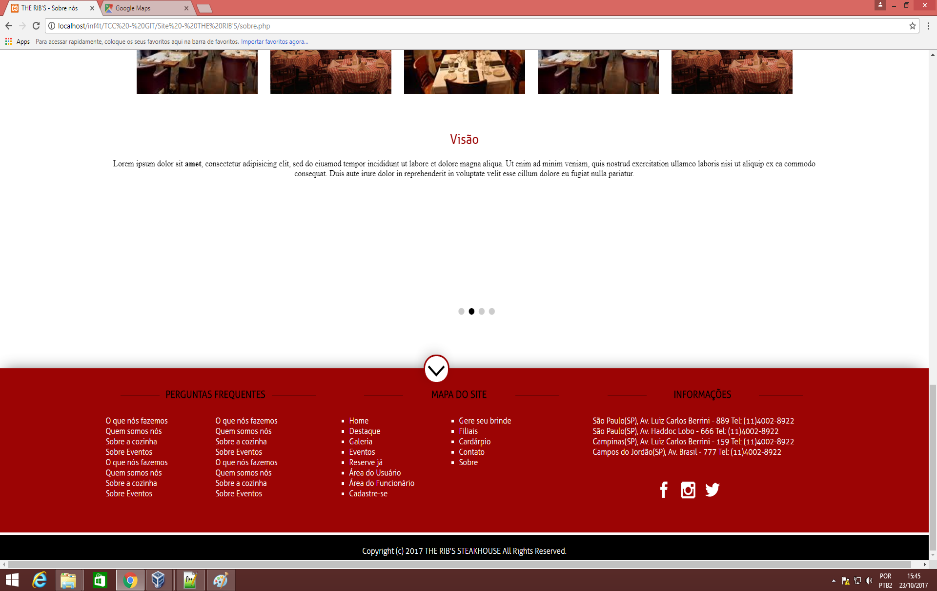 THE RIB'S - Sobre nós
Google Maps
localhost/inf4t/TCC%20-%20GIT/Site%20-%20THE%20RIB'S/sobre.php
Apps Para acessar rapidamente, coloque os seus favoritos aqui na barra de favoritos. Importar favoritos agora...
Visão
Lorem ipsum dolor sit amet, consectetur adipisicing elit, sed do eiusmod tempor incididunt ut labore et dolore magna aliqua. Ut enim ad minim veniam, quis nostrud exercitation ullamco laboris nisi ut aliquip ex ea commodo
consequat. Duis aute irure dolor in reprehenderit in voluptate velit esse cillum dolore eu fugiat nulla pariatur.
PERGUNTAS FREQUENTES
O que nós fazemos
Quem somos nós
Sobre a cozinha
Sobre Eventos
O que nós fazemos
Quem somos nós
Sobre a cozinha
Sobre Eventos
O que nós fazemos
Quem somos nós
Sobre a cozinha
Sobre Eventos
O que nós fazemos
Quem somos nós
Sobre a cozinha
Sobre Eventos
MAPA DO SITE
Home
Destaque
Galeria
Eventos
Reserve já
Área do Usuário
Área do Funcionário
Cadastre-se
Gere seu brinde
Filiais
Cardárpio
Contato
Sobre
INFORMAÇÕES
São Paulo(SP), Av. Luiz Carlos Berrini - 889 Tel: (11)4002-8922
São Paulo(SP), Av. Haddoc Lobo - 666 Tel: (11)4002-8922
Campinas(SP), Av. Luiz Carlos Berrini - 159 Tel: (11)4002-8922
Campos do Jordão(SP), Av. Brasil - 777 Tel: (11)4002-8922
Copyright (c) 2017 THE RIB'S STEAKHOUSE All Rights Reserved.
POR
PTB2
15:45
23/10/2017